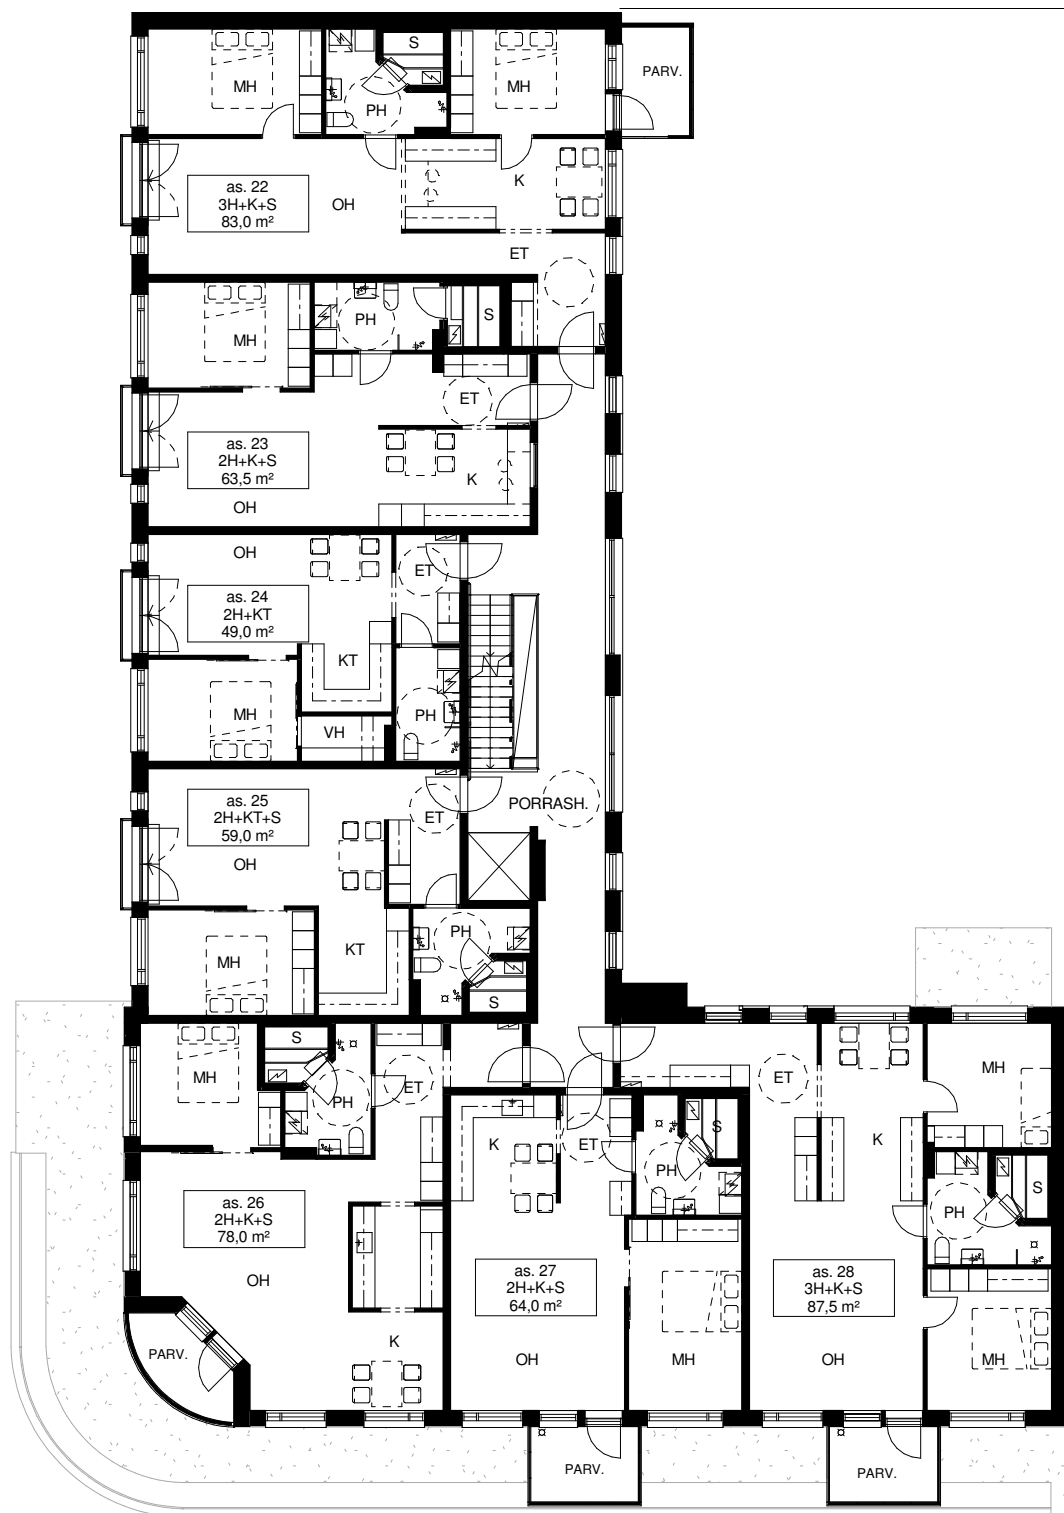 S
MH
MH
PARV.
PH
as. 22
3H+K+S
83,0 m²
OH
K
ET
MH
PH
S
ET
as. 23
2H+K+S
63,5 m²
K
OH
OH
ET
as. 24
2H+KT
49,0 m²
KT
MH
VH
PH
as. 25
2H+KT+S
59,0 m²
ET
PORRASH.
OH
KT
PH
MH
S
S
MH
PH
ET
ET
MH
K
ET
K
S
PH
S
PH
as. 26
2H+K+S
78,0 m²
OH
as. 27
2H+K+S
64,0 m²
as. 28
3H+K+S
87,5 m²
K
PARV.
OH
MH
OH
MH
PARV.
PARV.